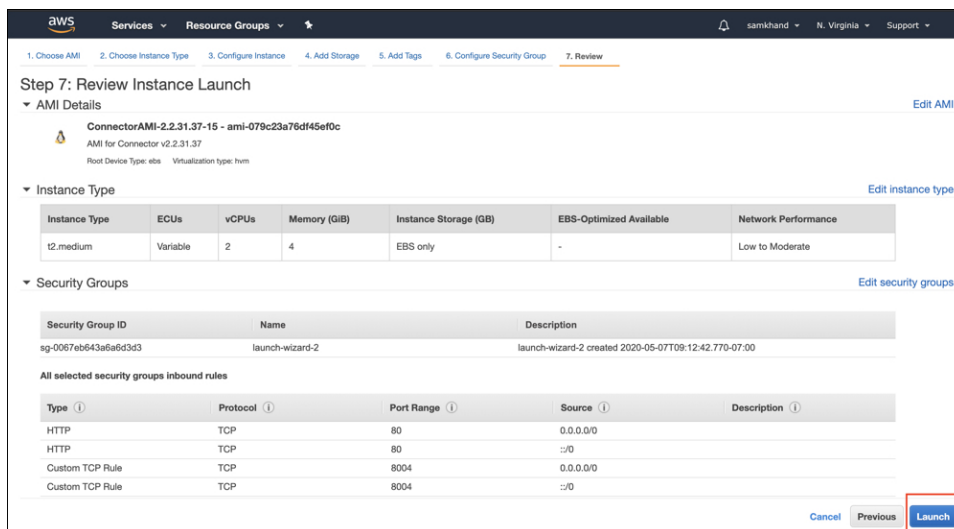 aws Services Resource Groups samkhand N. Virginia Support
1. Choose AMI 2. Choose Instance Type 3. Configure Instance 4. Add Storage 5. Add Tags 6. Configure Security Group 7. Review
Step 7: Review Instance Launch
AMI Details Edit AMI
ConnectorAMI-2.2.31.37-15 - ami-079c23a76df45ef0c
AMI for Connector v2.2.31.37
Root Device Type: ebs Virtualization type: hvm
Instance Type Edit instance type
Instance Type ECUs vCPUs Memory (GiB) Instance Storage (GB) EBS-Optimized Available Network Performance
t2.medium Variable 2 4 EBS only - Low to Moderate
Security Groups Edit security groups
Security Group ID Name Description
sg-0067eb643a6a6d3d3 launch-wizard-2 launch-wizard-2 created 2020-05-07T09:12:42.770-07:00
All selected security groups inbound rules
Type Protocol Port Range Source Description
HTTP TCP 80 0.0.0.0/0
HTTP TCP 80 ::/0
Custom TCP Rule TCP 8004 0.0.0.0/0
Custom TCP Rule TCP 8004 ::/0
Cancel Previous Launch